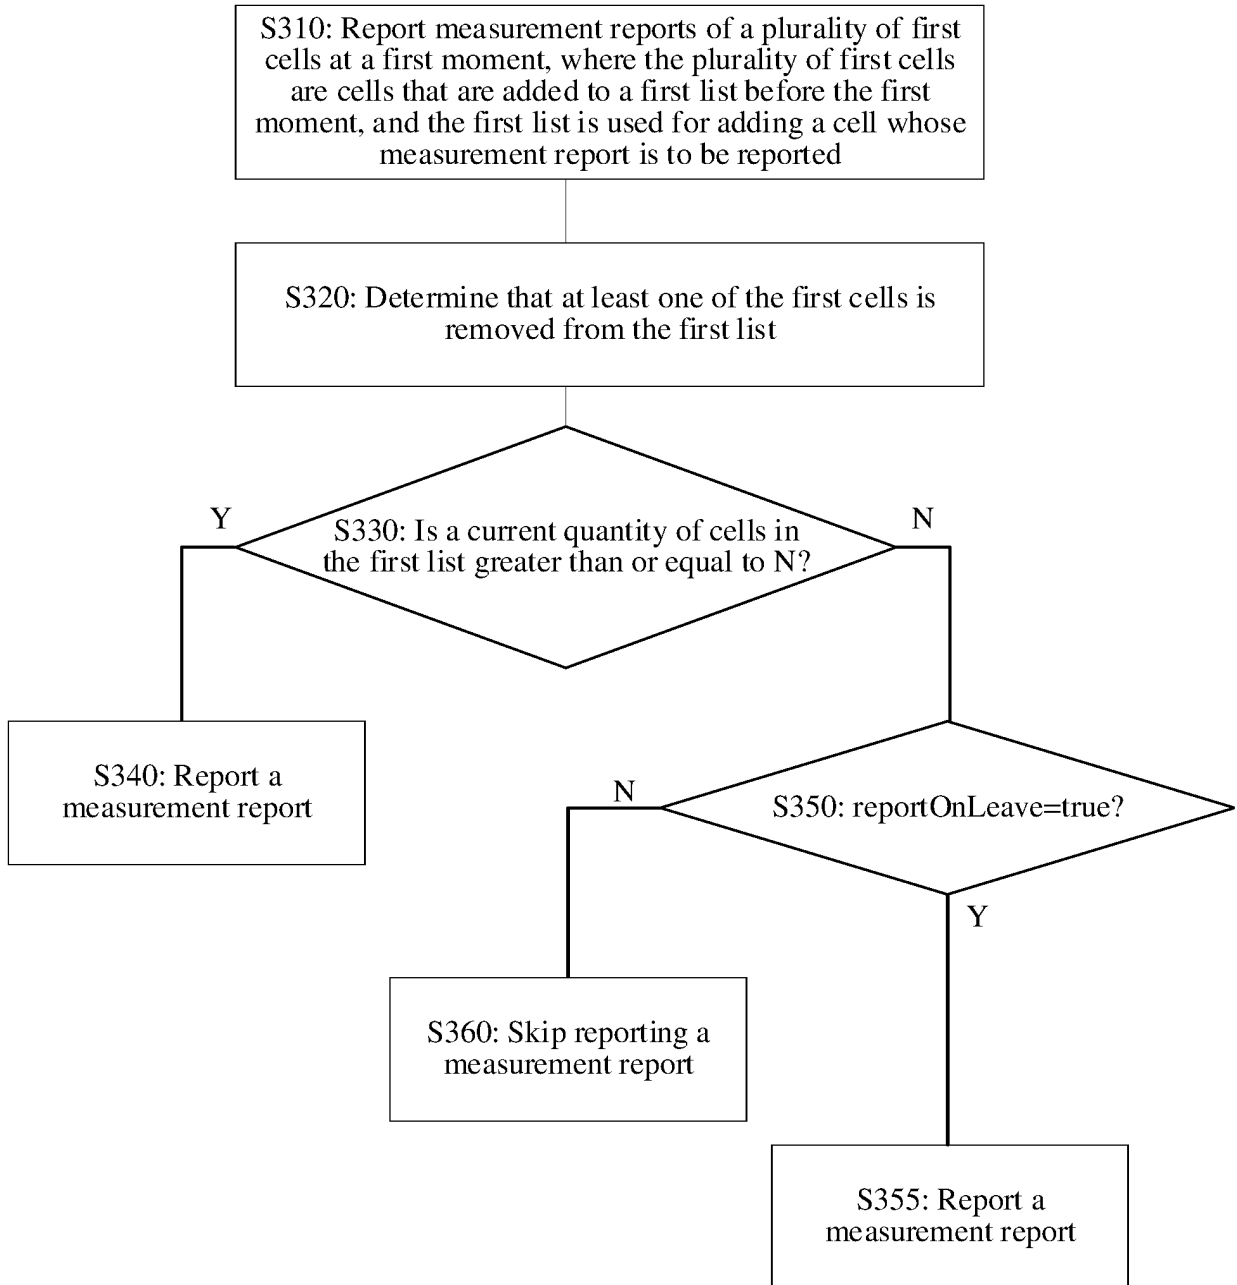 S310: Report measurement reports of a plurality of first
cells at a first moment, where the plurality of first cells
are cells that are added to a first list before the first
moment, and the first list is used for adding a cell whose
measurement report is to be reported
S320: Determine that at least one of the first cells is
removed from the first list
Y
N
S330: Is a current quantity of cells in
the first list greater than or equal to N?
S340: Report a
measurement report
N
S350: reportOnLeave=true?
Y
S360: Skip reporting a
measurement report
S355: Report a
measurement report